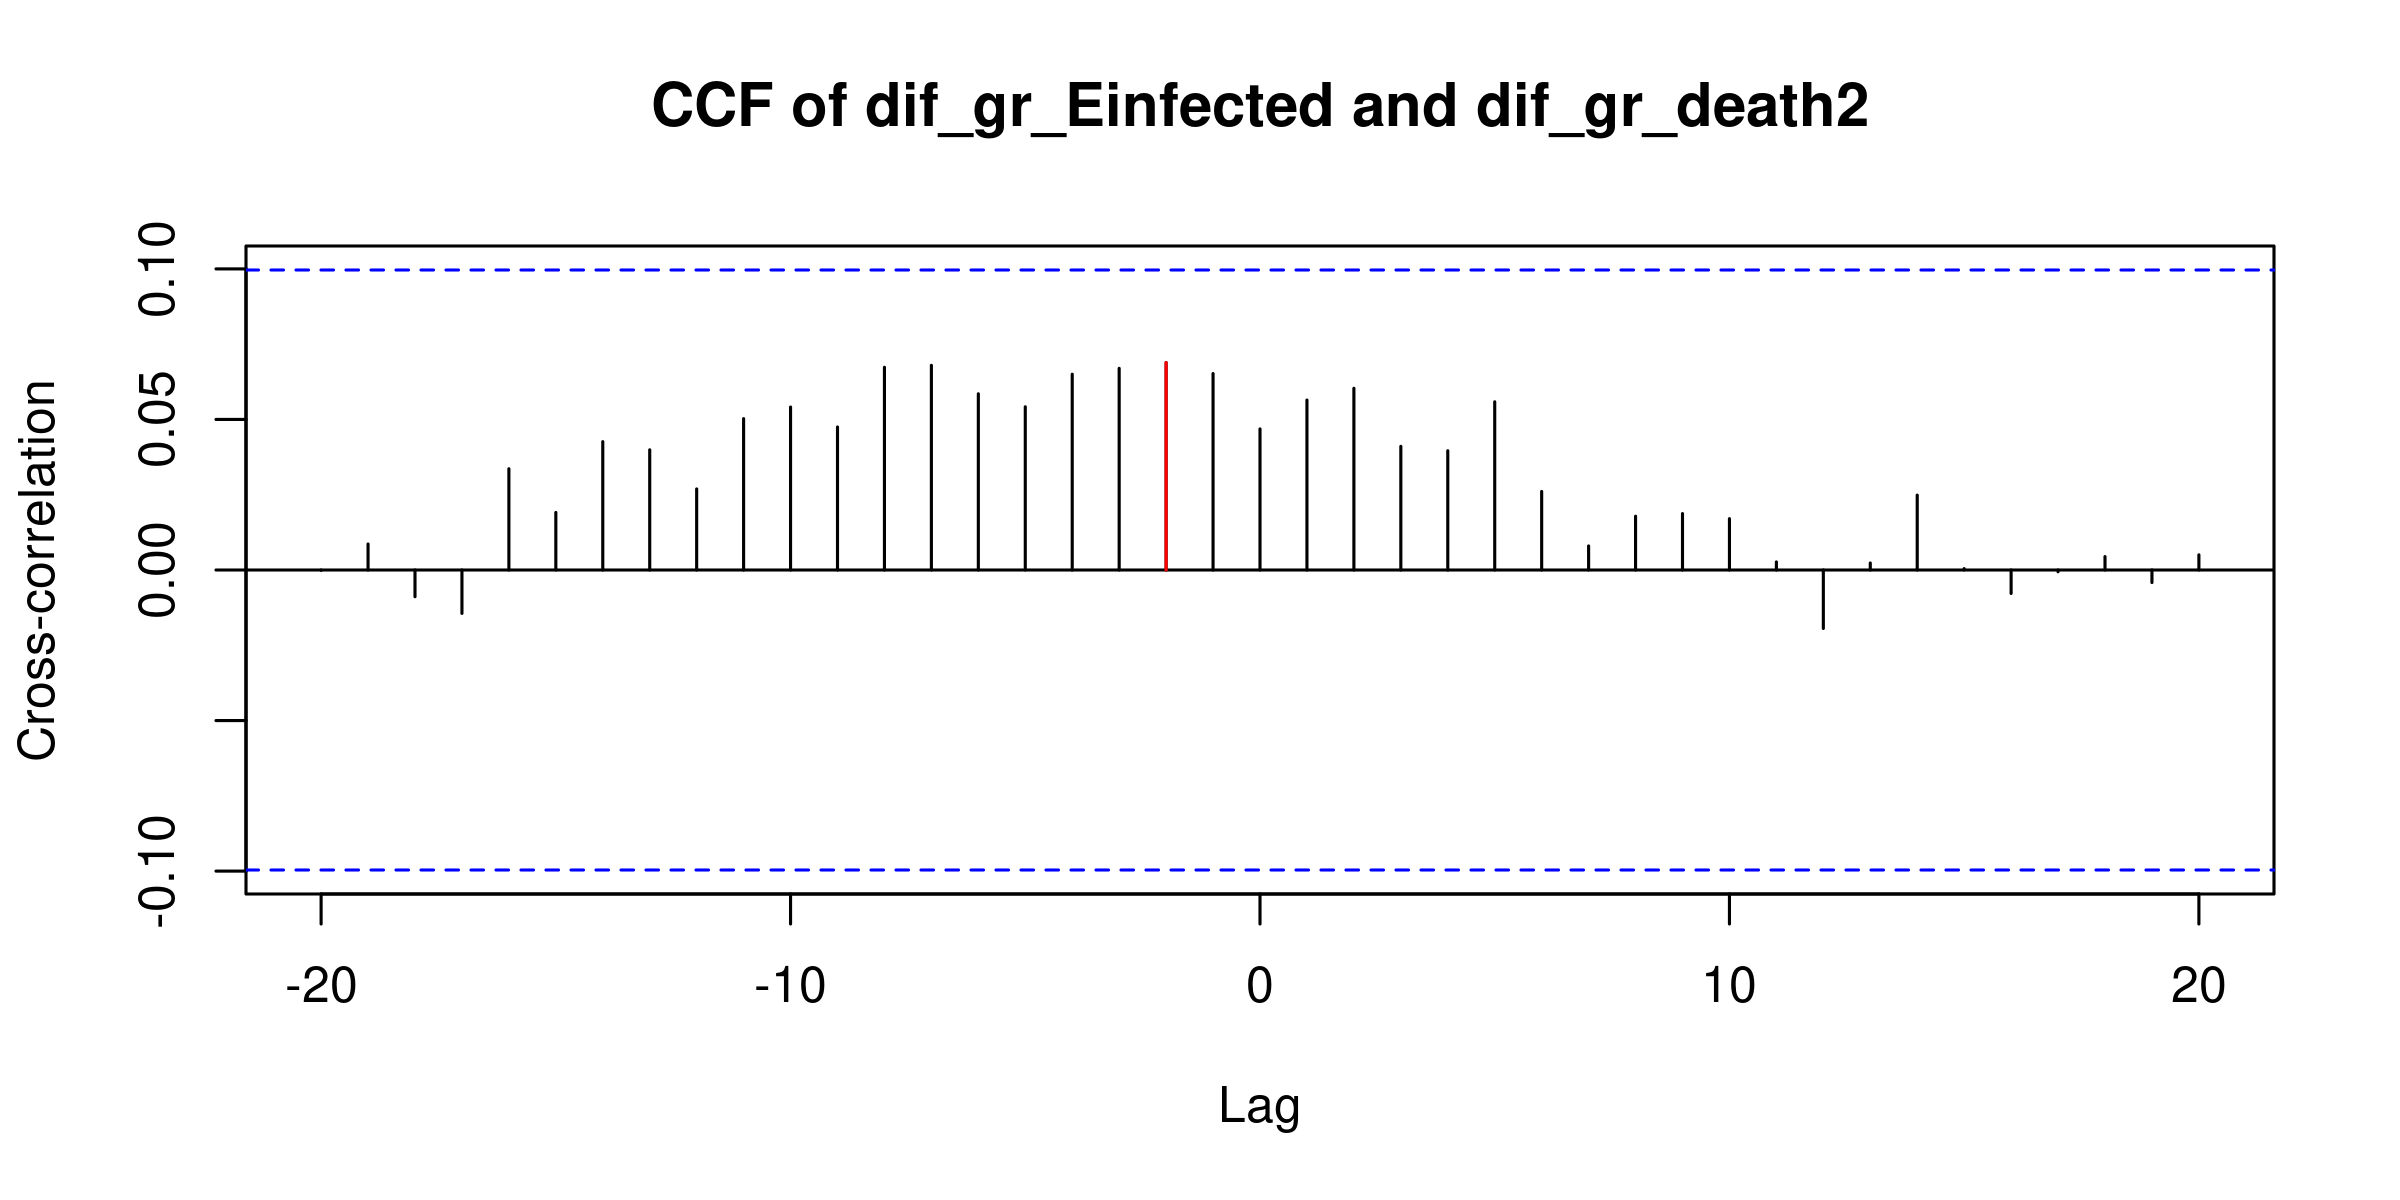 CCF of dif_gr_Einfected and dif_gr_death2
0.10
0.05
0.00
-0.10
Cross-correlation
-20 -10 0 10 20
Lag